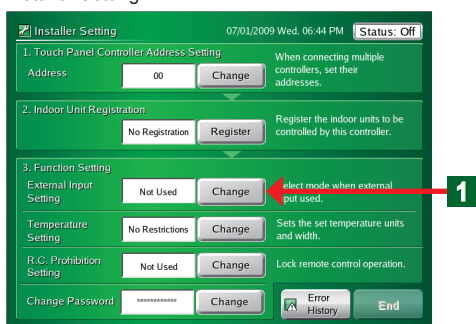 Installer Setting
07/01/2009 Wed. 06:44 PM
Status: Off
1. Touch Panel Controller Address Setting
Address
00
Change
When connecting multiple
controllers, set their
addresses.
2. Indoor Unit Registration
No Registration
Register
Register the indoor units to be
controlled by this controller.
3. Function Setting
External Input
Setting
Not Used
Change
elect mode when external
put used.
1
Temperature
Setting
No Restrictions
Change
Sets the set temperature units
and width.
R.C. Prohibition
Setting
Not Used
Change
Lock remote control operation.
Change Password
************
Change
Error
History
End